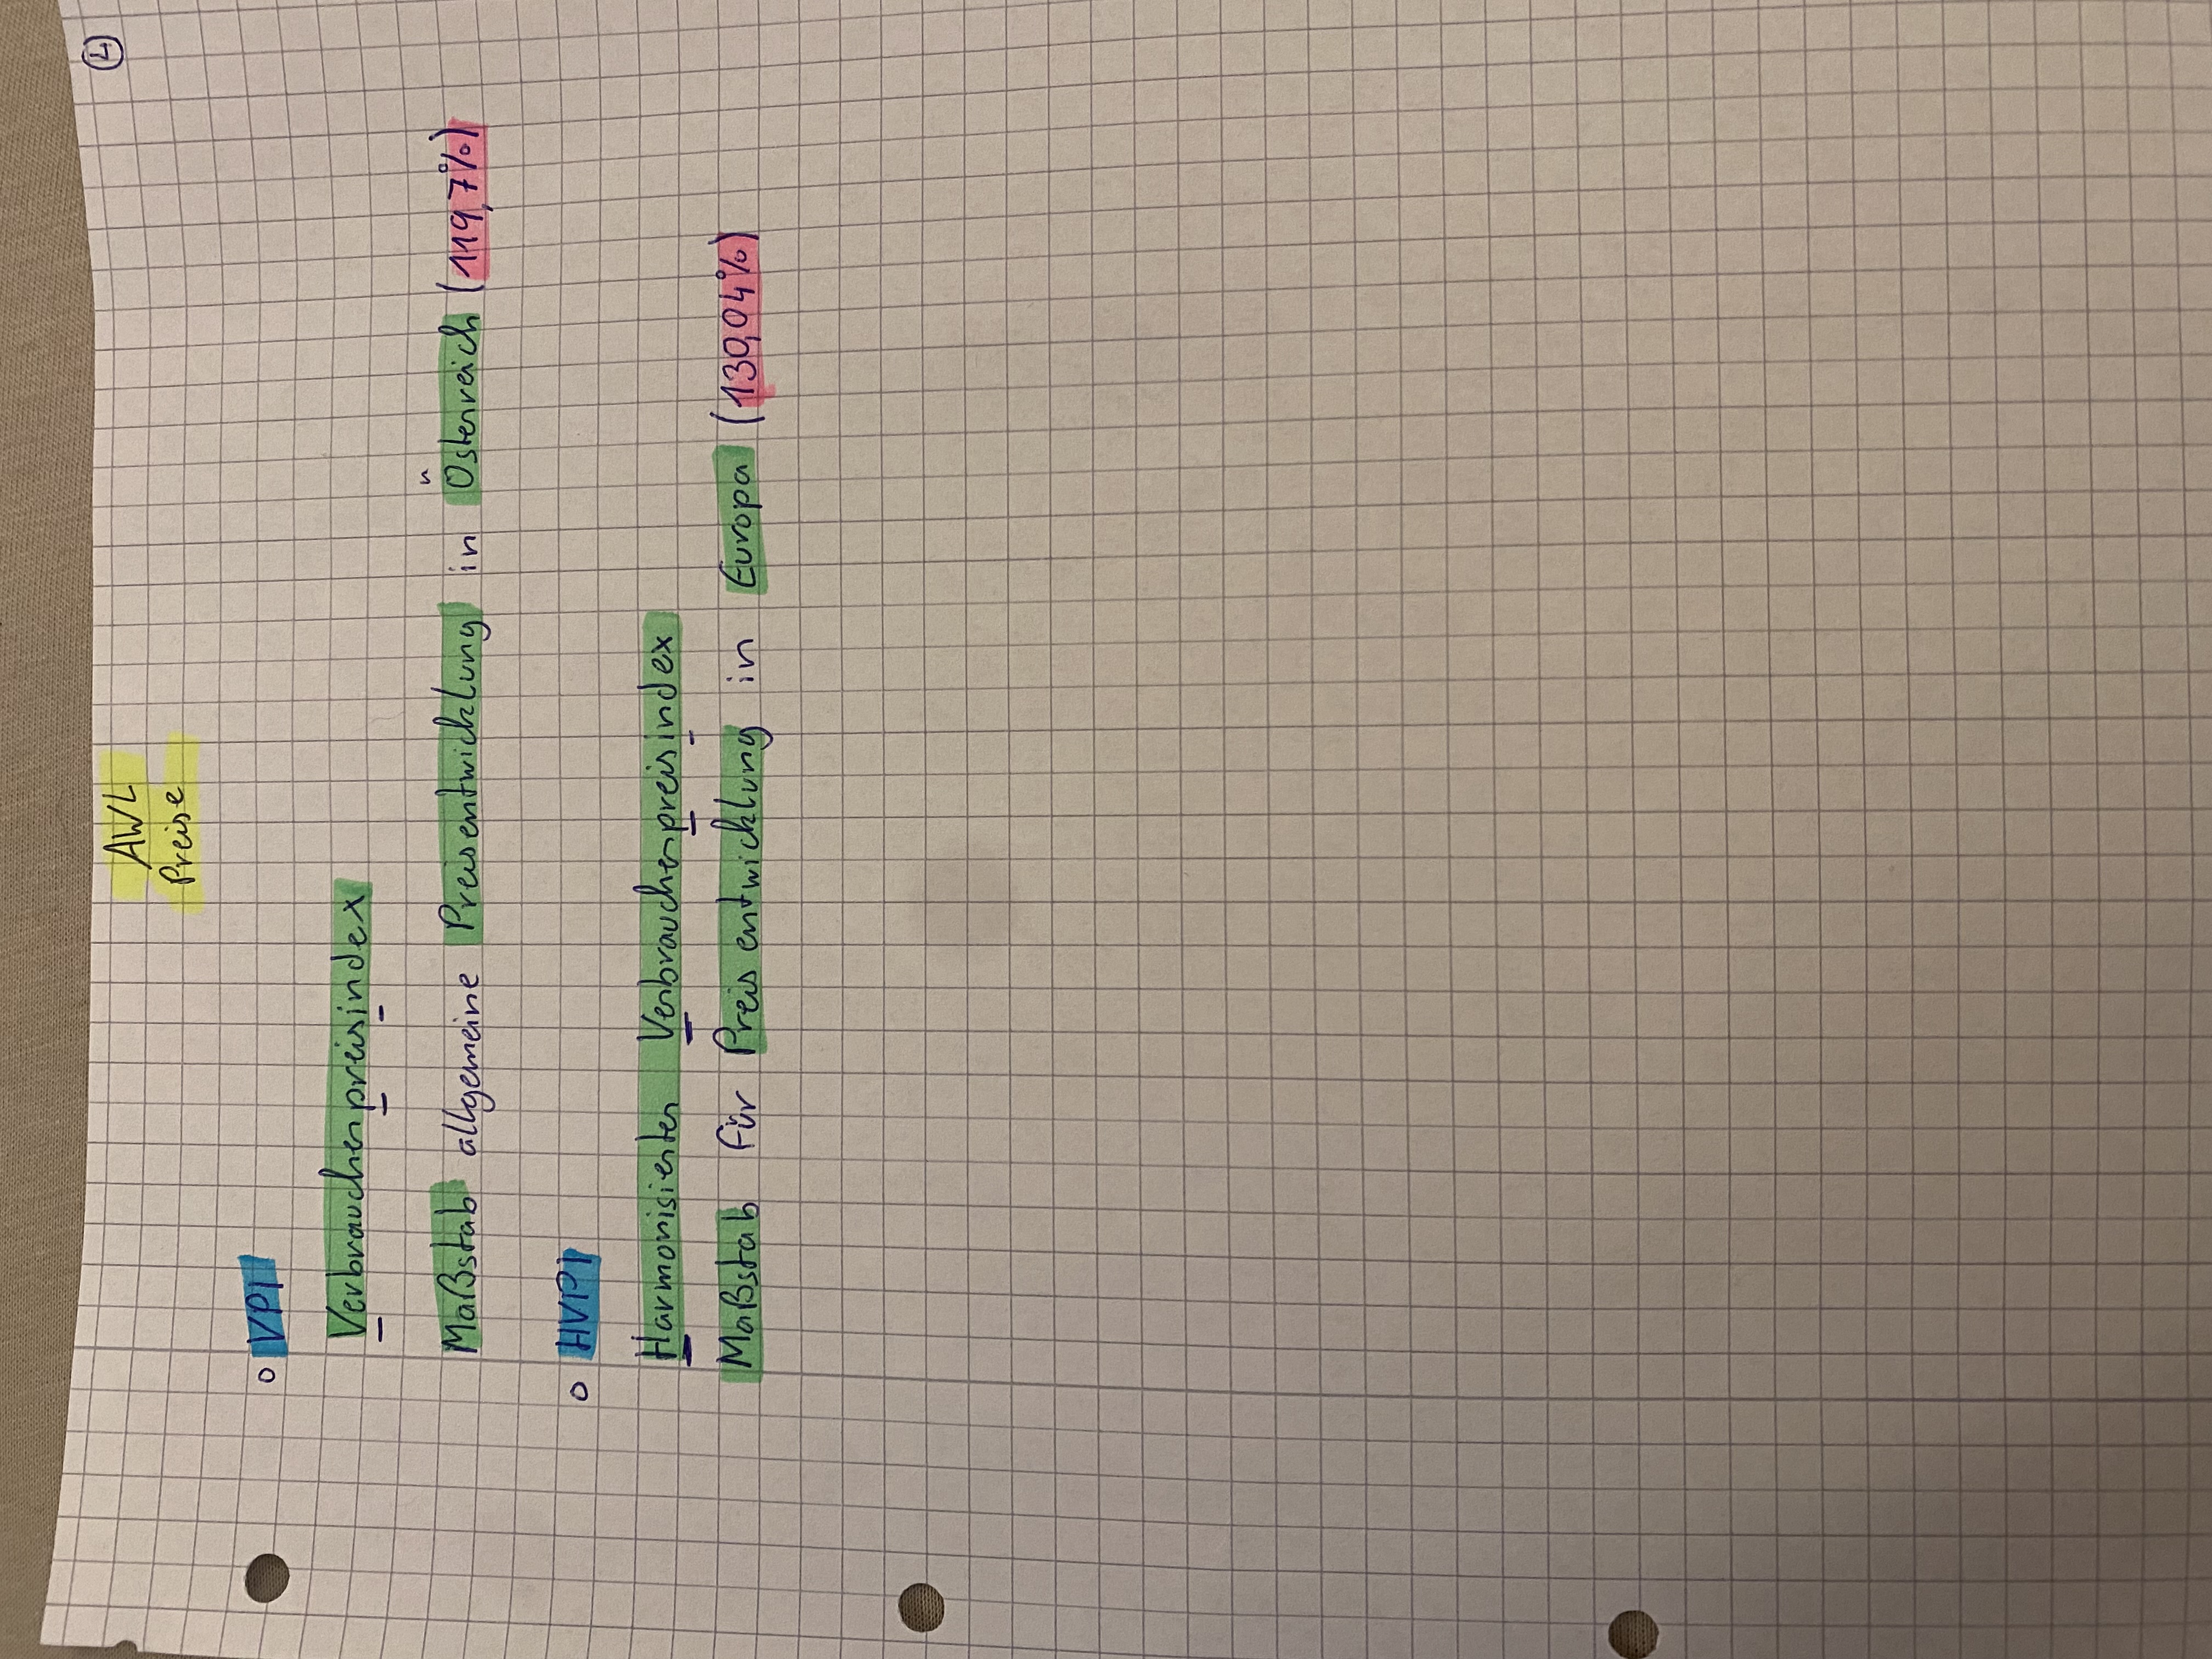 4
AWL
Preise
o VPI
Verbraucherpreisindex
Maßstab allgemeine Preisentwicklung in Österreich (119,7%)
o HVPI
Harmonisierter Verbraucherpreisindex
Maßstab für Preisentwicklung in Europa (130,04%)